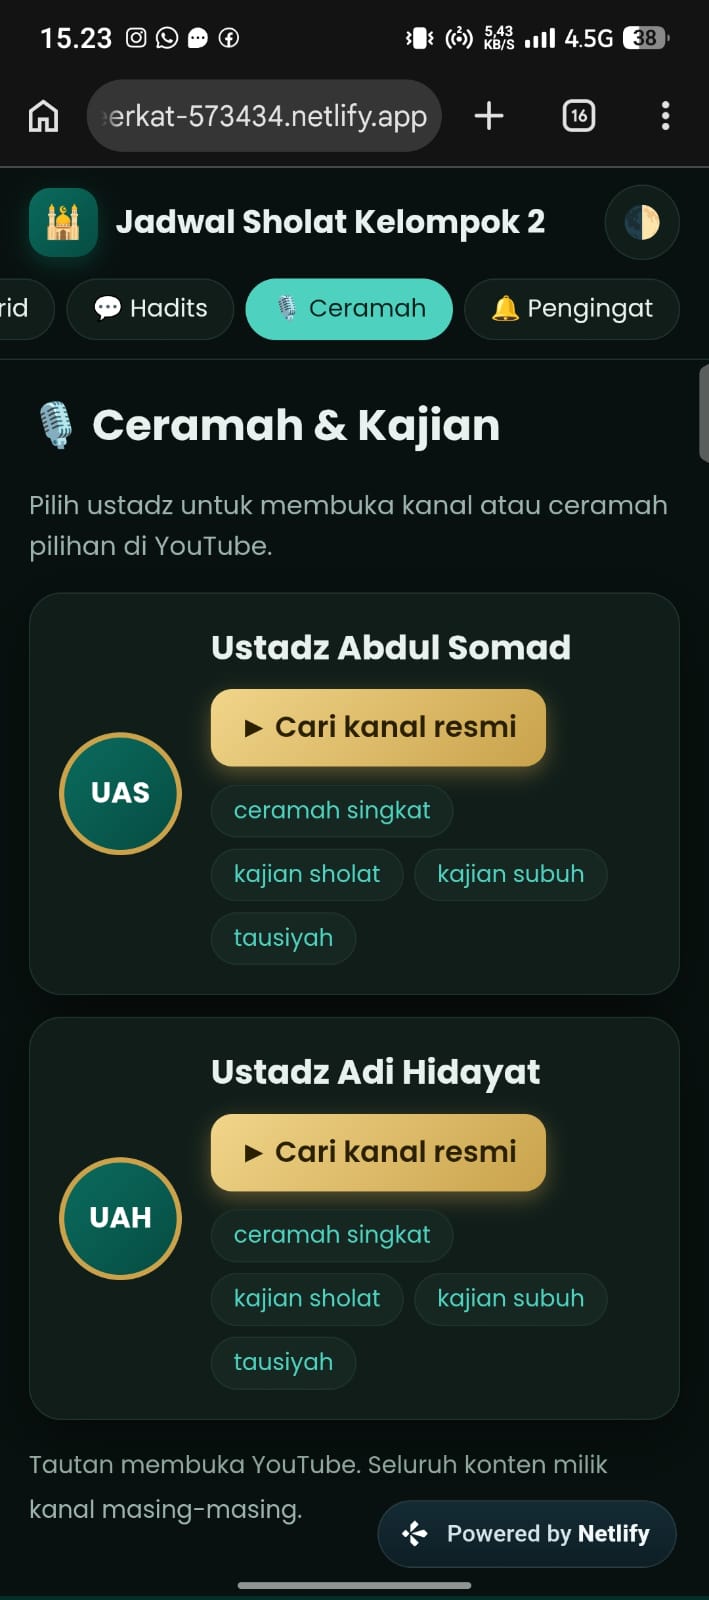 15.23
5,43
KB/S
4.5G
38
erkat-573434.netlify.app
16
Jadwal Sholat Kelompok 2
rid
Hadits
Ceramah
Pengingat
Ceramah & Kajian
Pilih ustadz untuk membuka kanal atau ceramah
pilihan di YouTube.
Ustadz Abdul Somad
▶ Cari kanal resmi
UAS
ceramah singkat
kajian sholat
kajian subuh
tausiyah
Ustadz Adi Hidayat
▶ Cari kanal resmi
UAH
ceramah singkat
kajian sholat
kajian subuh
tausiyah
Tautan membuka YouTube. Seluruh konten milik
kanal masing-masing.
Powered by Netlify